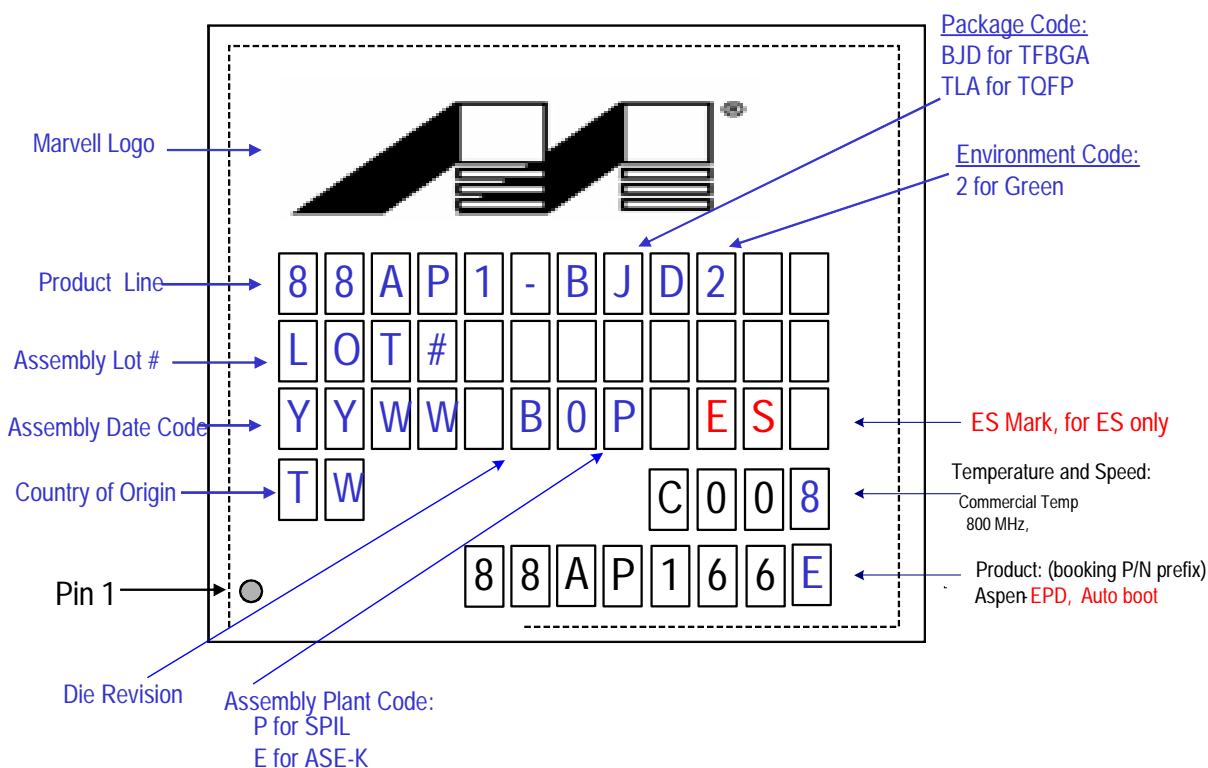 Package Code:
BJD for TFBGA
TLA for TQFP
Marvell Logo
®
Environment Code:
2 for Green
Product Line
88AP1-BJD2
Assembly Lot #
LOT#
Assembly Date Code
YYWW B0P ES
ES Mark, for ES only
Country of Origin
TW
C008
Temperature and Speed:
Commercial Temp
800 MHz,
Pin 1
88AP166E
Product: (booking P/N prefix)
Aspen-EPD, Auto boot
Die Revision
Assembly Plant Code:
P for SPIL
E for ASE-K